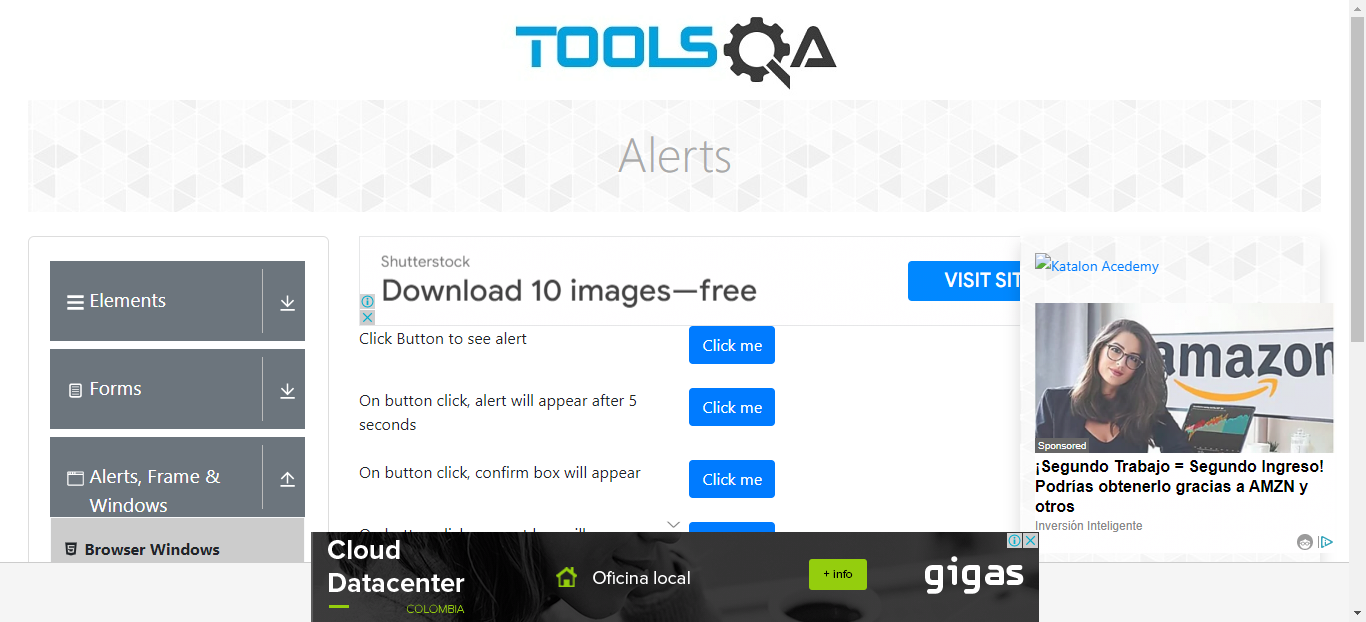 TOOLSQA
Alerts
Elements
Forms
Alerts, Frame &
Windows
Browser Windows
Shutterstock
Download 10 images—free
VISIT SIT
Click Button to see alert
Click me
On button click, alert will appear after 5
seconds
Click me
On button click, confirm box will appear
Click me
Katalon Acedemy
amazon
Sponsored
¡Segundo Trabajo = Segundo Ingreso!
Podrías obtenerlo gracias a AMZN y
otros
Inversión Inteligente
Cloud
Datacenter
COLOMBIA
Oficina local
+ info
gigas